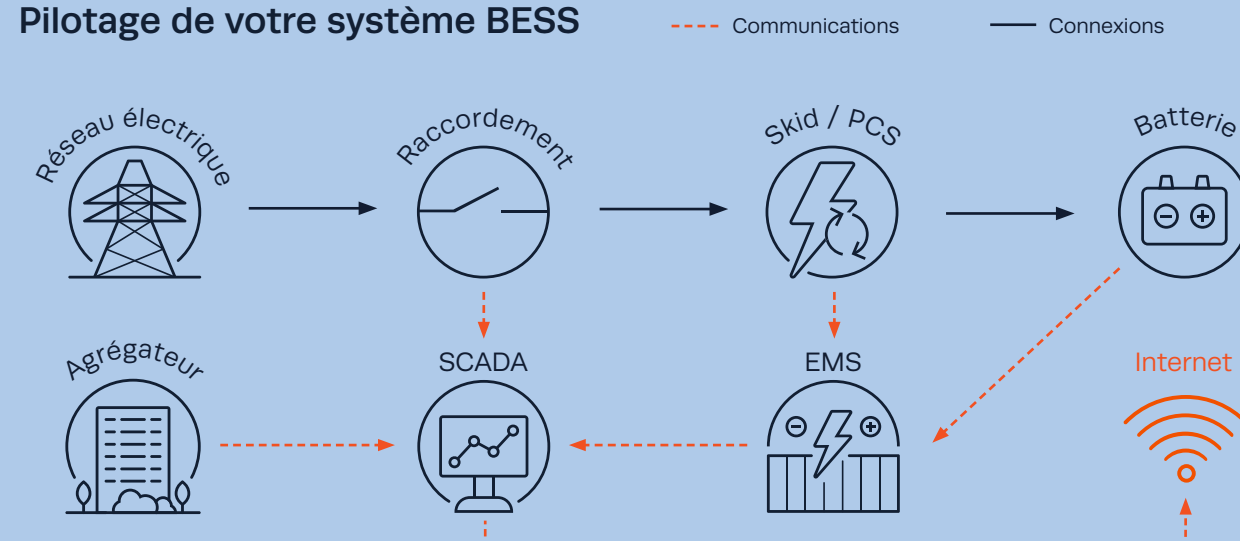 Pilotage de votre système BESS
Communications
Connexions
Réseau électrique
Raccordement
Skid / PCS
Batterie
Agrégateur
SCADA
EMS
Internet